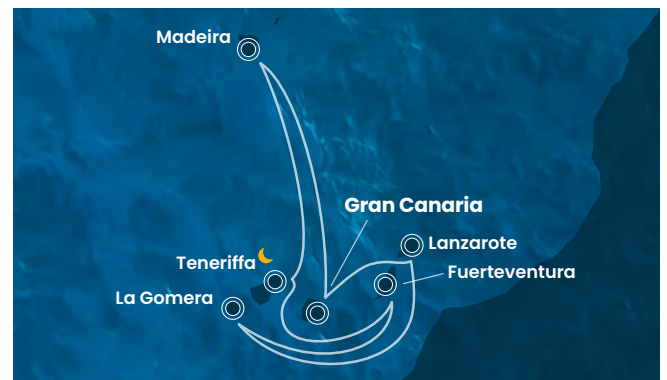 Madeira
Gran Canaria
Lanzarote
Teneriffa
Fuerteventura
La Gomera